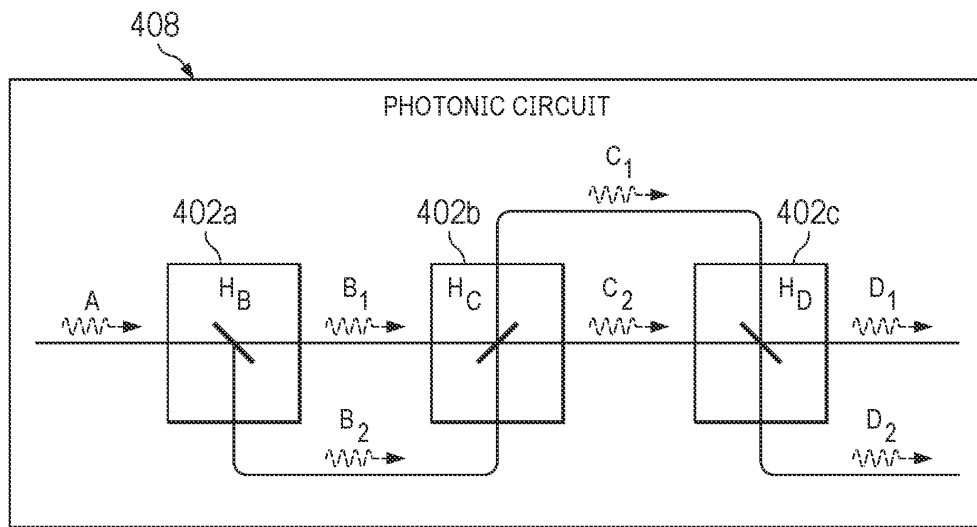 408
PHOTONIC CIRCUIT
C1
402a
402b
402c
A
HB
B1
HC
C2
HD
D1
B2
D2